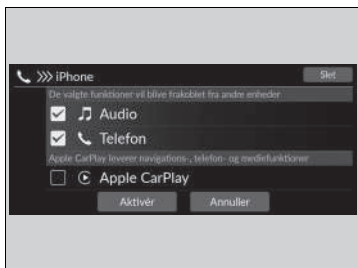 iPhone
Slet
De valgte funktioner vil blive frakoblet fra andre enheder
Audio
Telefon
Apple CarPlay leverer navigations-, telefon- og mediefunktioner
Apple CarPlay
Aktivér
Annuller